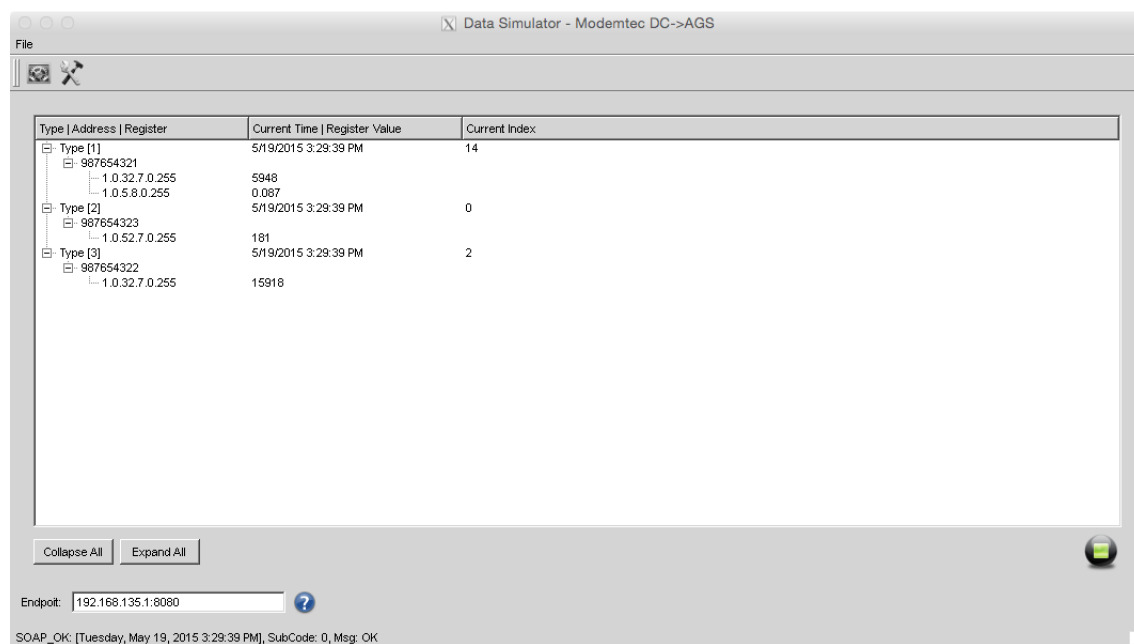 X Data Simulator - Modemtec DC->AGS
File
Type | Address | Register Current Time | Register Value Current Index
Type [1] 5/19/2015 3:29:39 PM 14
987654321
1.0.32.7.0.255 5948
1.0.5.8.0.255 0.087
Type [2] 5/19/2015 3:29:39 PM 0
987654323
1.0.52.7.0.255 181
Type [3] 5/19/2015 3:29:39 PM 2
987654322
1.0.32.7.0.255 15918
Collapse All Expand All
Endpoit: 192.168.135.1:8080 ?
SOAP_OK: [Tuesday, May 19, 2015 3:29:39 PM], SubCode: 0, Msg: OK